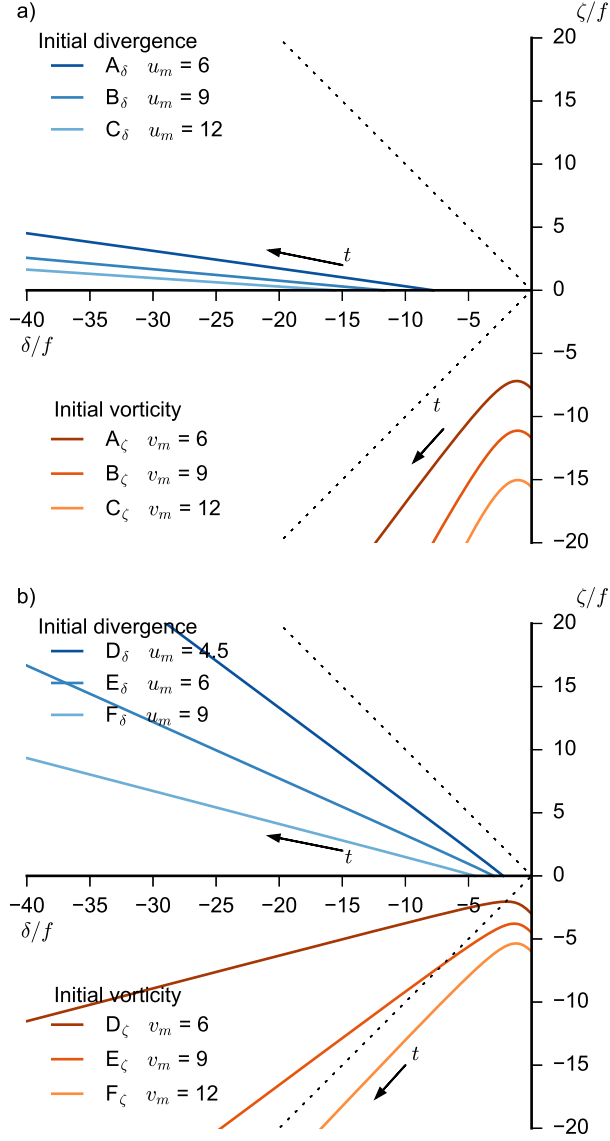 a)
ζ/f
Initial divergence
A_δ u_m = 6
B_δ u_m = 9
C_δ u_m = 12
20
15
10
5
0
−5
−10
−15
−20
t
−40 −35 −30 −25 −20 −15 −10 −5
δ/f
Initial vorticity
A_ζ v_m = 6
B_ζ v_m = 9
C_ζ v_m = 12
t
b)
ζ/f
Initial divergence
D_δ u_m = 4.5
E_δ u_m = 6
F_δ u_m = 9
20
15
10
5
0
−5
−10
−15
−20
t
−40 −35 −30 −25 −20 −15 −10 −5
δ/f
Initial vorticity
D_ζ v_m = 6
E_ζ v_m = 9
F_ζ v_m = 12
t